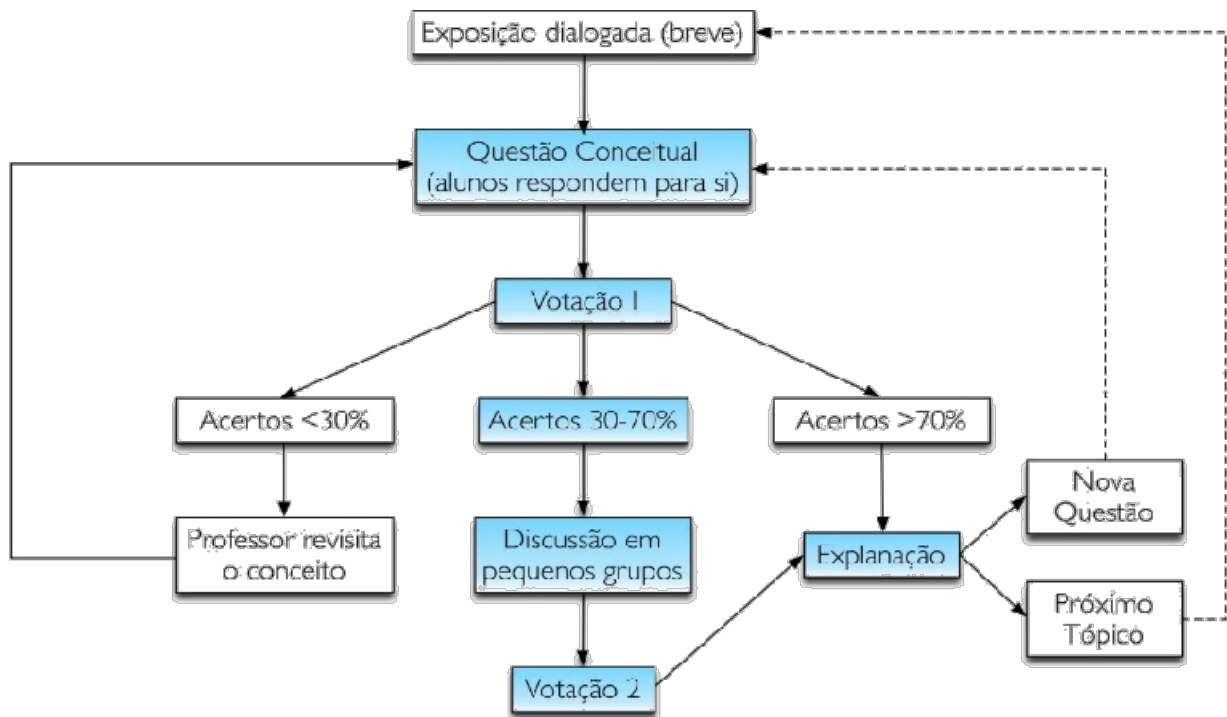 Exposição dialogada (breve)
Questão Conceitual
(alunos respondem para si)
Votação 1
Acertos <30%
Acertos 30-70%
Acertos >70%
Professor revisita
o conceito
Discussão em
pequenos grupos
Explanação
Nova
Questão
Próximo
Tópico
Votação 2